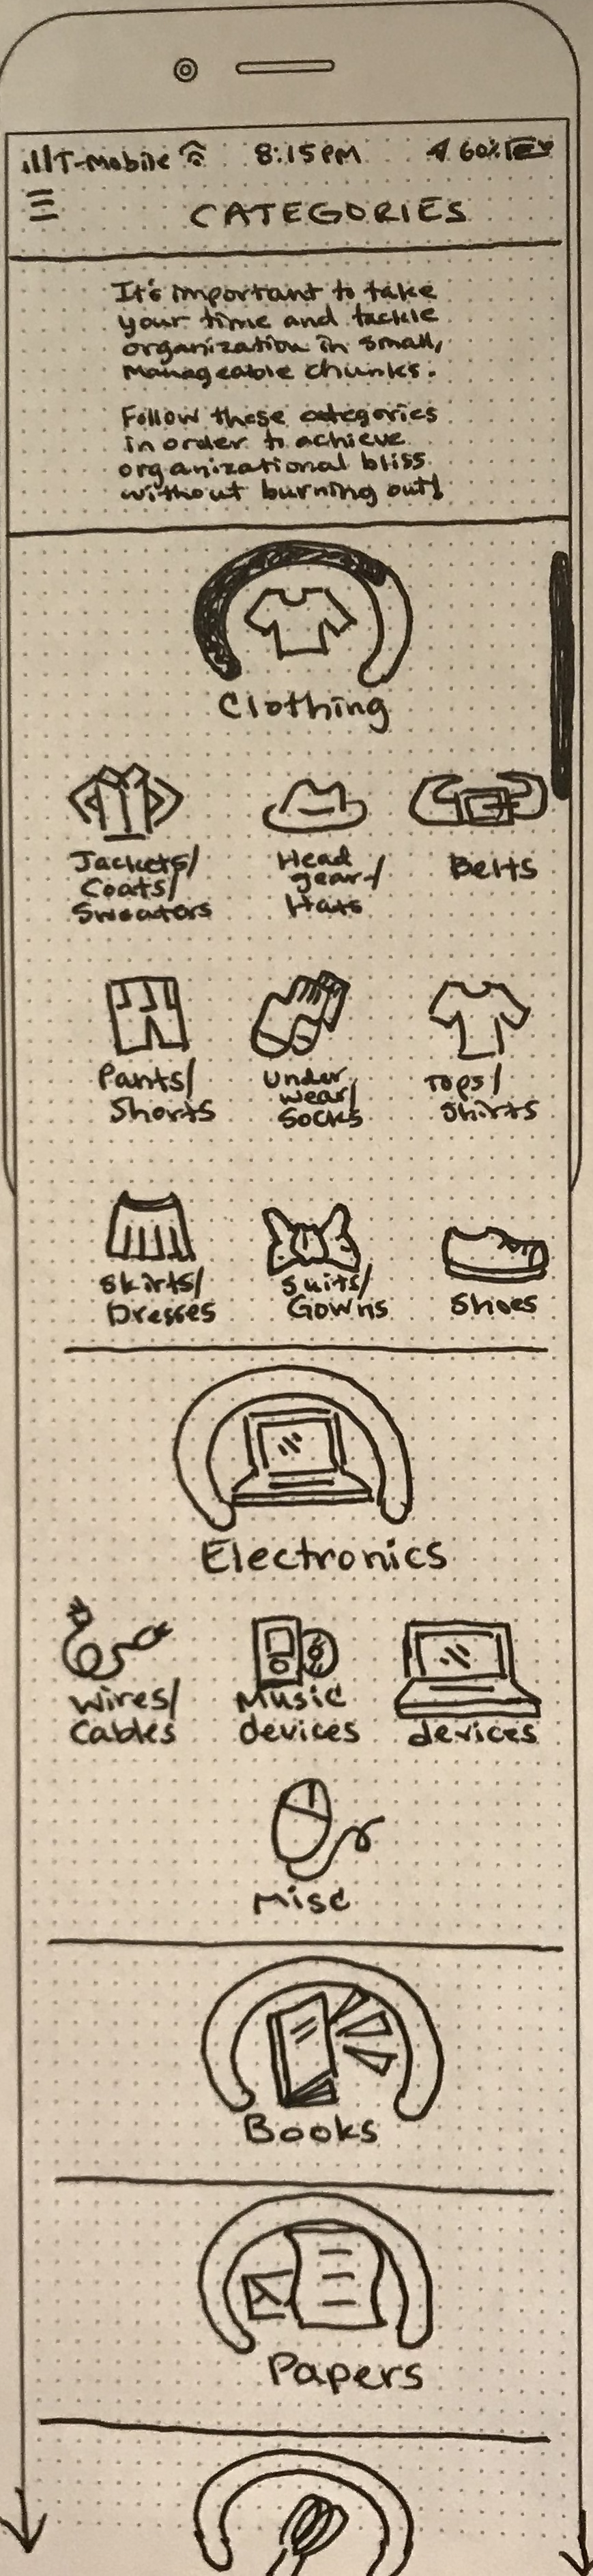 T-Mobile 8:15PM 60%
CATEGORIES
It's important to take
your time and tackle
organization in small,
manageable chunks.
Follow these categories
in order to achieve
organizational bliss
without burning out!
Clothing
Jackets/
Coats/
Sweaters
Head
gear/
Hats
Belts
Pants/
Shorts
Under
wear/
Socks
Tops/
Shirts
Skirts/
Dresses
Suits/
Gowns
Shoes
Electronics
Wires/
Cables
Music
devices
devices
Misc
Books
Papers